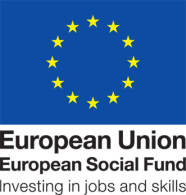 European Union
European Social Fund
Investing in jobs and skills